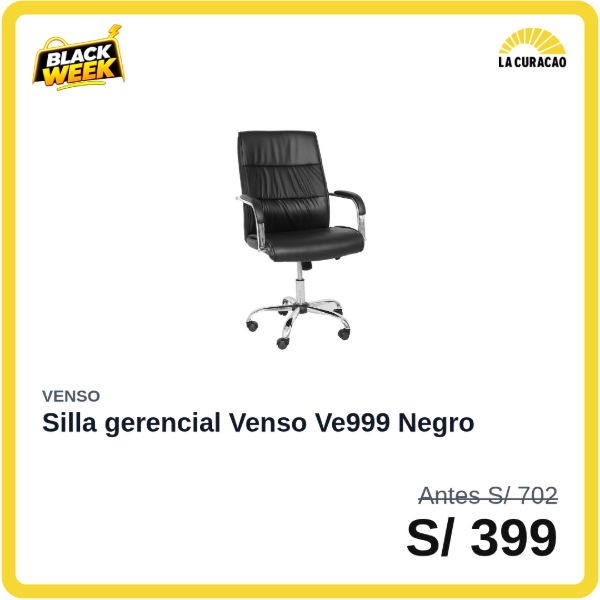 BLACK
WEEK
LA CURACAO
VENSO
Silla gerencial Venso Ve999 Negro
Antes S/ 702
S/ 399